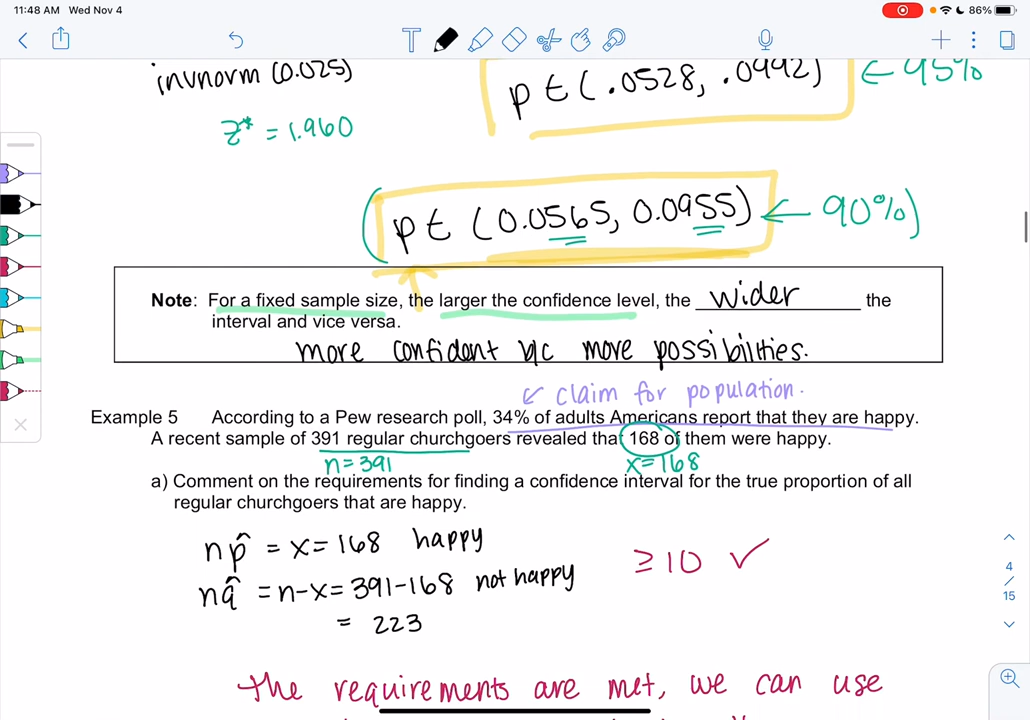 11:48 AM Wed Nov 4
86%
T
invnorm (0.025)
p ∈ (.0528, .0992) ← 95%
z* = 1.960
(p ∈ (0.0565, 0.0955) ← 90%)
Note: For a fixed sample size, the larger the confidence level, the wider the
interval and vice versa.
more confident b/c more possibilities.
↙ claim for population.
Example 5 According to a Pew research poll, 34% of adults Americans report that they are happy.
A recent sample of 391 regular churchgoers revealed that 168 of them were happy.
n=391 x=168
a) Comment on the requirements for finding a confidence interval for the true proportion of all
regular churchgoers that are happy.
np̂ = x = 168 happy
≥10 ✓
nq̂ = n-x = 391-168 not happy
= 223
4
/
15
the requirements are met, we can use